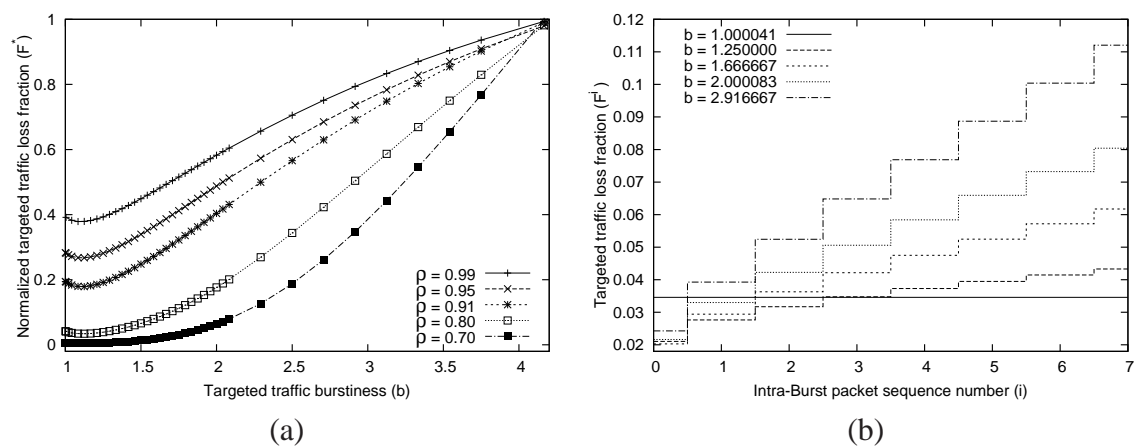 Normalized targeted traffic loss fraction (F*)
1
0.8
0.6
0.4
0.2
0
1
1.5
2
2.5
3
3.5
4
Targeted traffic burstiness (b)
ρ = 0.99
ρ = 0.95
ρ = 0.91
ρ = 0.80
ρ = 0.70
(a)
Targeted traffic loss fraction (F^i)
0.12
0.11
0.1
0.09
0.08
0.07
0.06
0.05
0.04
0.03
0.02
0
1
2
3
4
5
6
7
Intra-Burst packet sequence number (i)
b = 1.000041
b = 1.250000
b = 1.666667
b = 2.000083
b = 2.916667
(b)